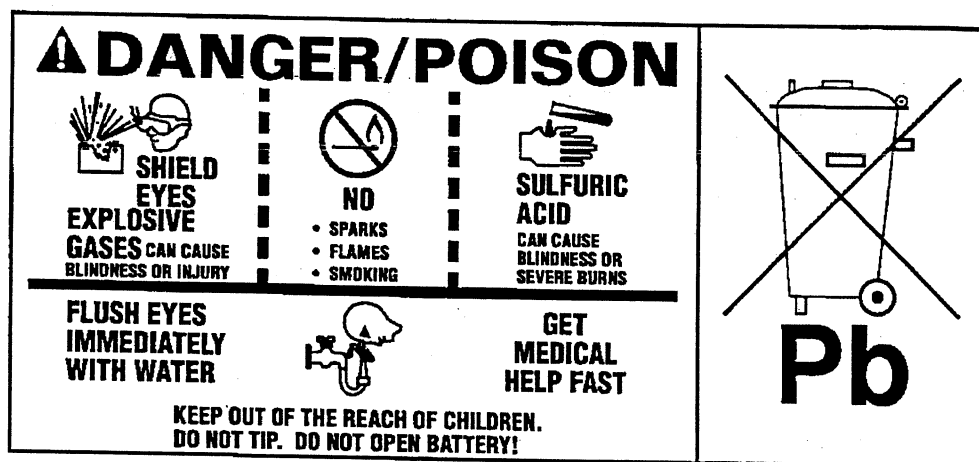 DANGER/POISON
SHIELD
EYES
EXPLOSIVE
GASES CAN CAUSE
BLINDNESS OR INJURY
NO
• SPARKS
• FLAMES
• SMOKING
SULFURIC
ACID
CAN CAUSE
BLINDNESS OR
SEVERE BURNS
FLUSH EYES
IMMEDIATELY
WITH WATER
GET
MEDICAL
HELP FAST
KEEP OUT OF THE REACH OF CHILDREN.
DO NOT TIP. DO NOT OPEN BATTERY!
Pb